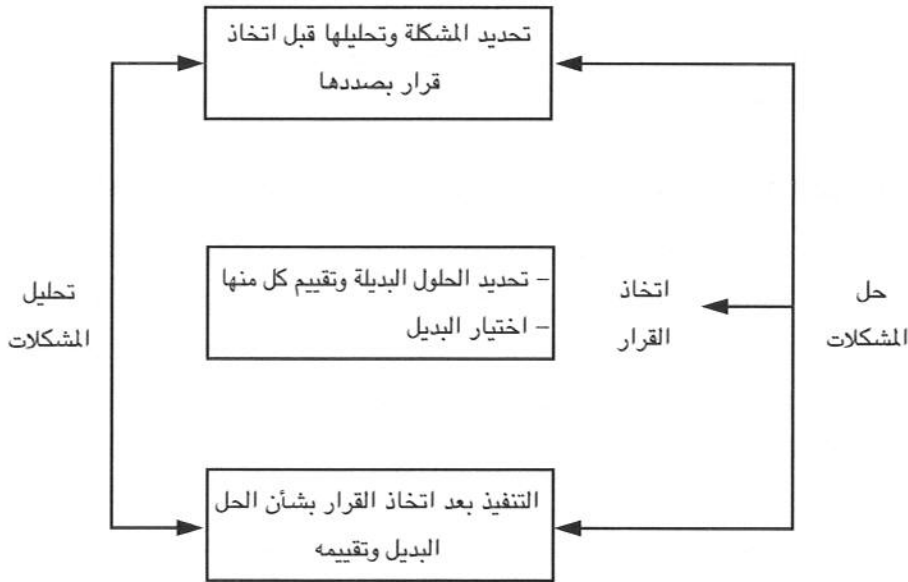 تحديد المشكلة وتحليلها قبل اتخاذ
قرار بصددها
حل
المشكلات
اتخاذ
القرار
– تحديد الحلول البديلة وتقييم كل منها
– اختيار البديل
تحليل
المشكلات
التنفيذ بعد اتخاذ القرار بشأن الحل
البديل وتقييمه